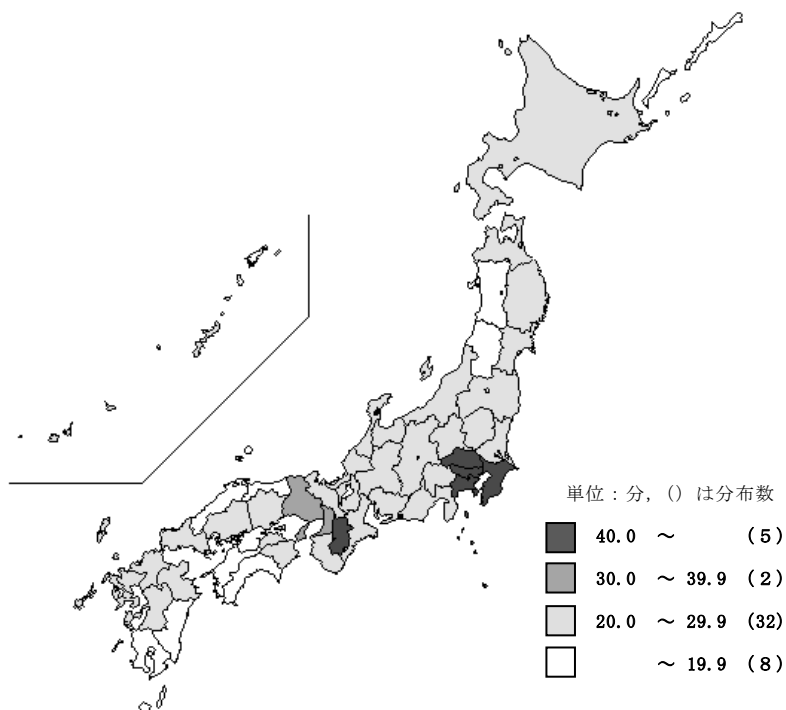 単位：分，() は分布数
40.0 ～ (5)
30.0 ～ 39.9 (2)
20.0 ～ 29.9 (32)
～ 19.9 (8)